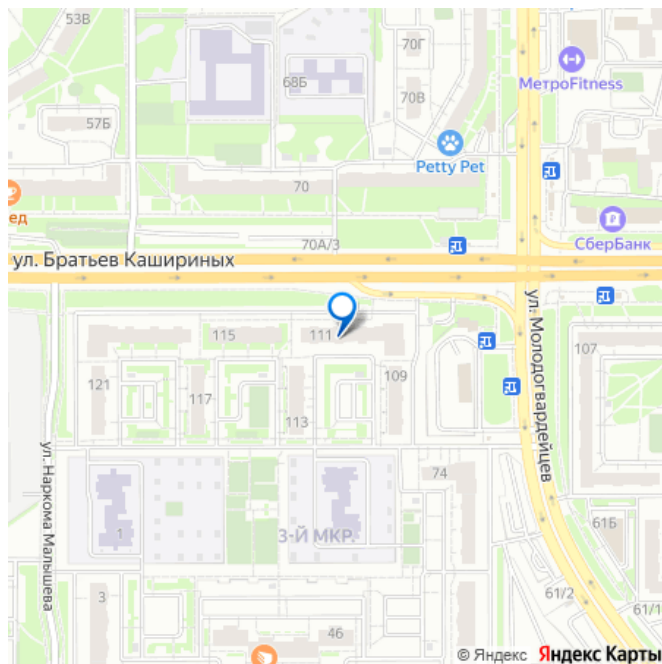 53В
70Г
МетроFitness
68Б
70В
57Б
Petty Pet
70
ед
СберБанк
70А/3
ул. Братьев Кашириных
ул. Молодогвардейцев
115
111
107
121
109
117
113
ул. Наркома Малышева
74
1
3-Й МКР.
61Б
3
61/2
61/1
46
© Яндекс Яндекс Карты